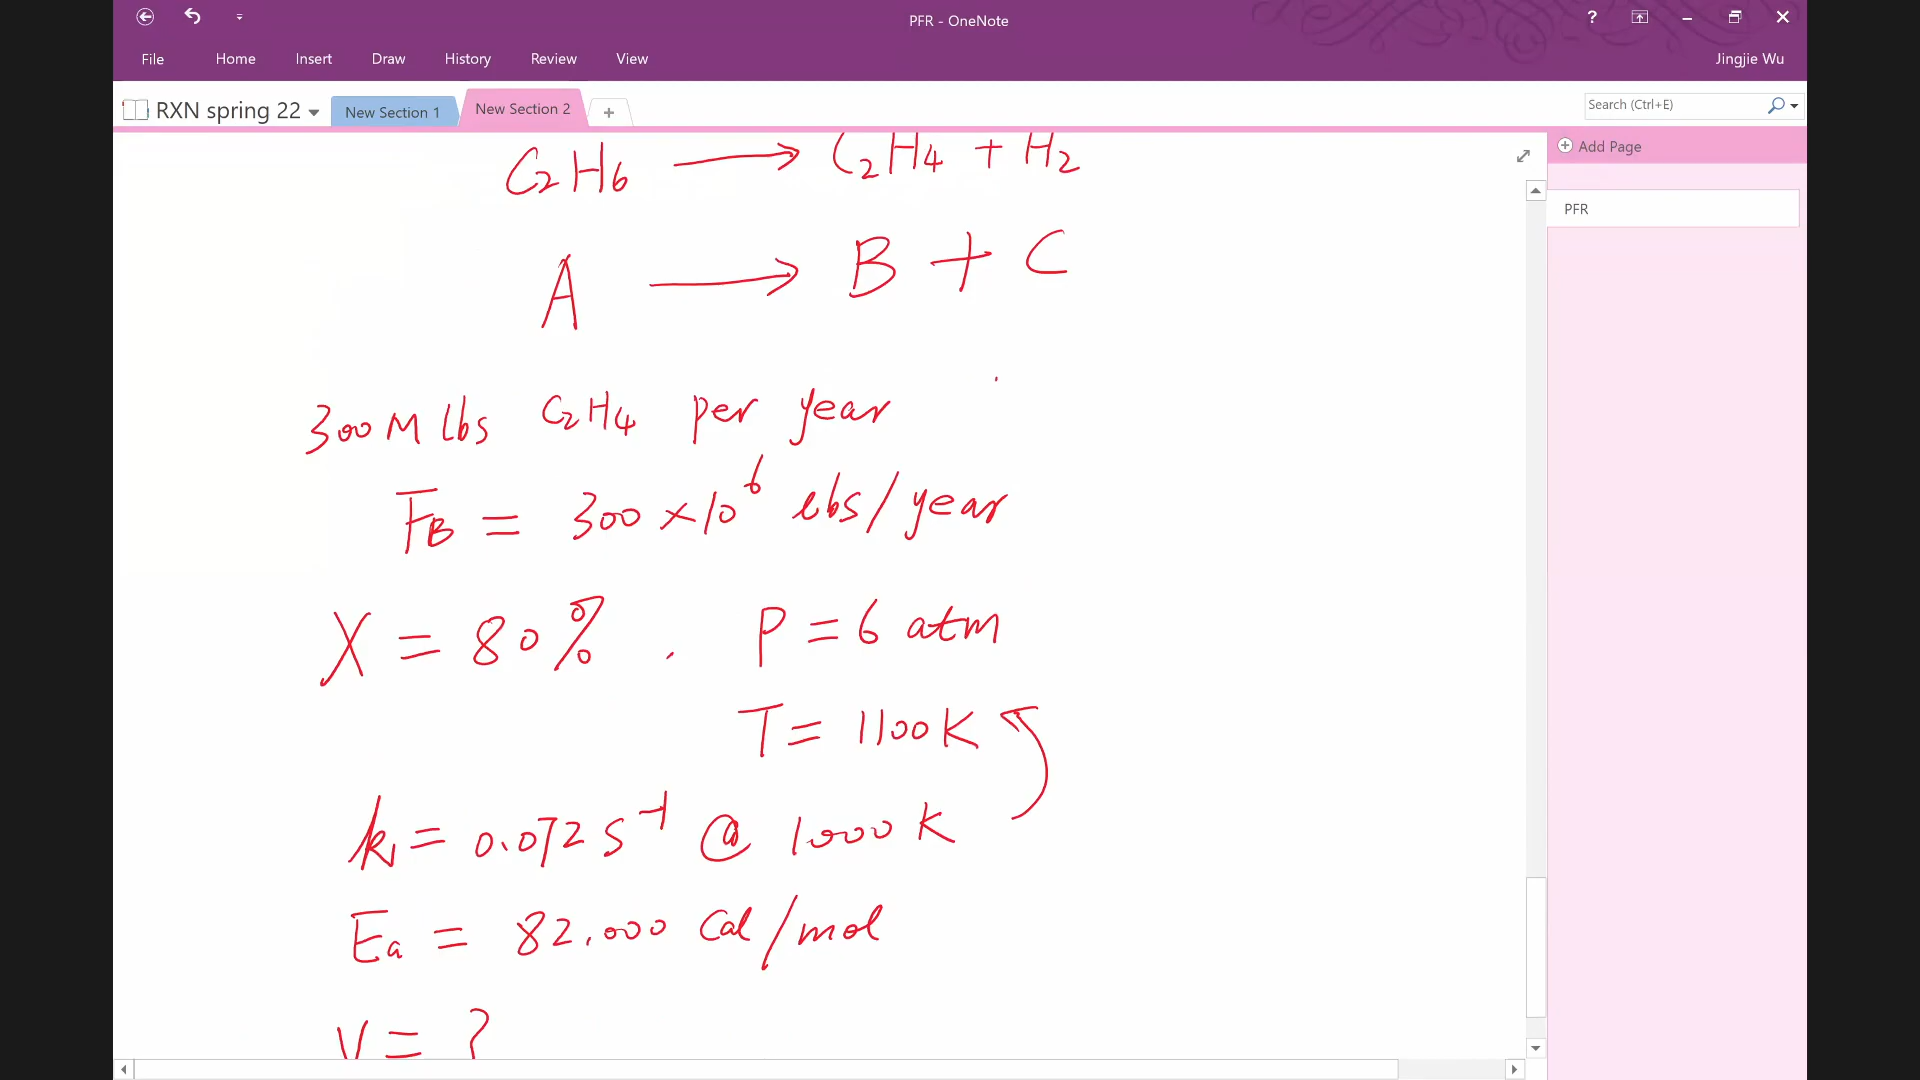 PFR - OneNote
?
File Home Insert Draw History Review View
Jingjie Wu
RXN spring 22
New Section 1
New Section 2
+
Search (Ctrl+E)
Add Page
PFR
C2H6 → C2H4 + H2
A → B + C
300 M lbs C2H4 per year
FB = 300 × 10^6 lbs/year
X = 80% . P = 6 atm
T = 1100 K
k1 = 0.072 s^-1 @ 1000 K
Ea = 82.000 Cal/mol
V = ?